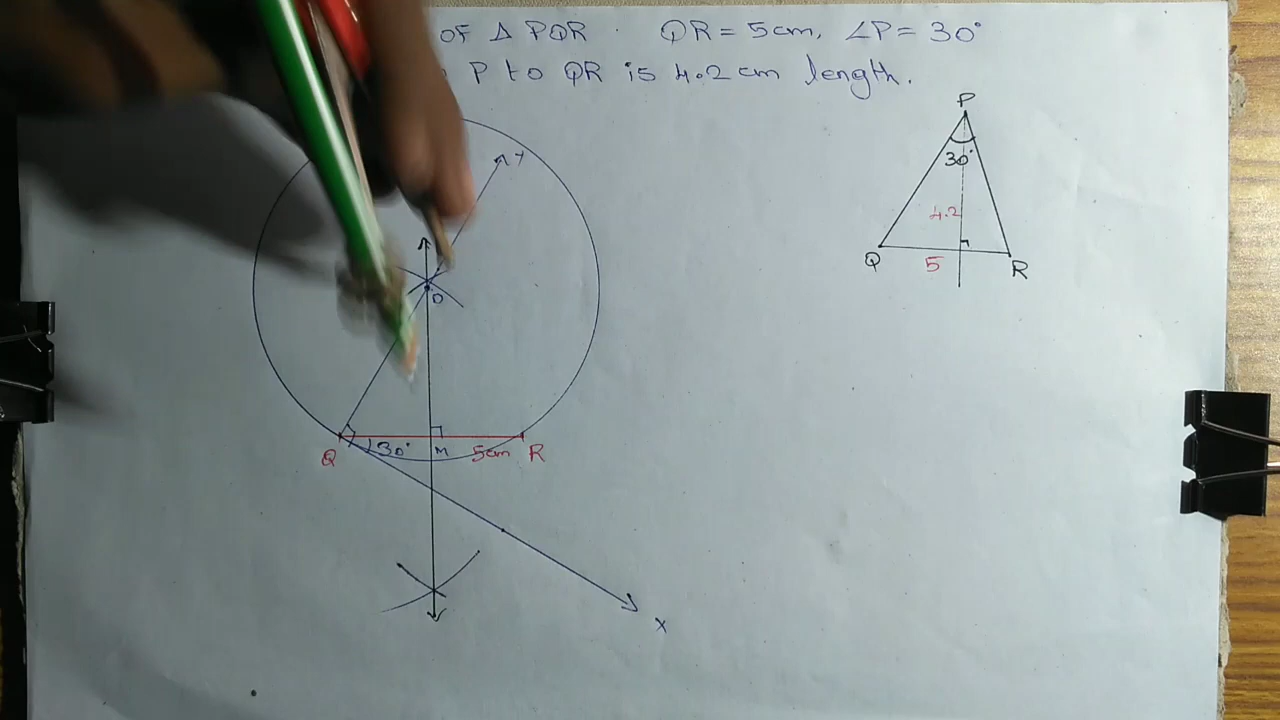 OF Δ PQR . QR = 5cm, ∠P = 30°
P to QR is 4.2 cm length.
P
30°
4.2
Q
5
R
Y
O
Q
30°
M
5cm
R
X